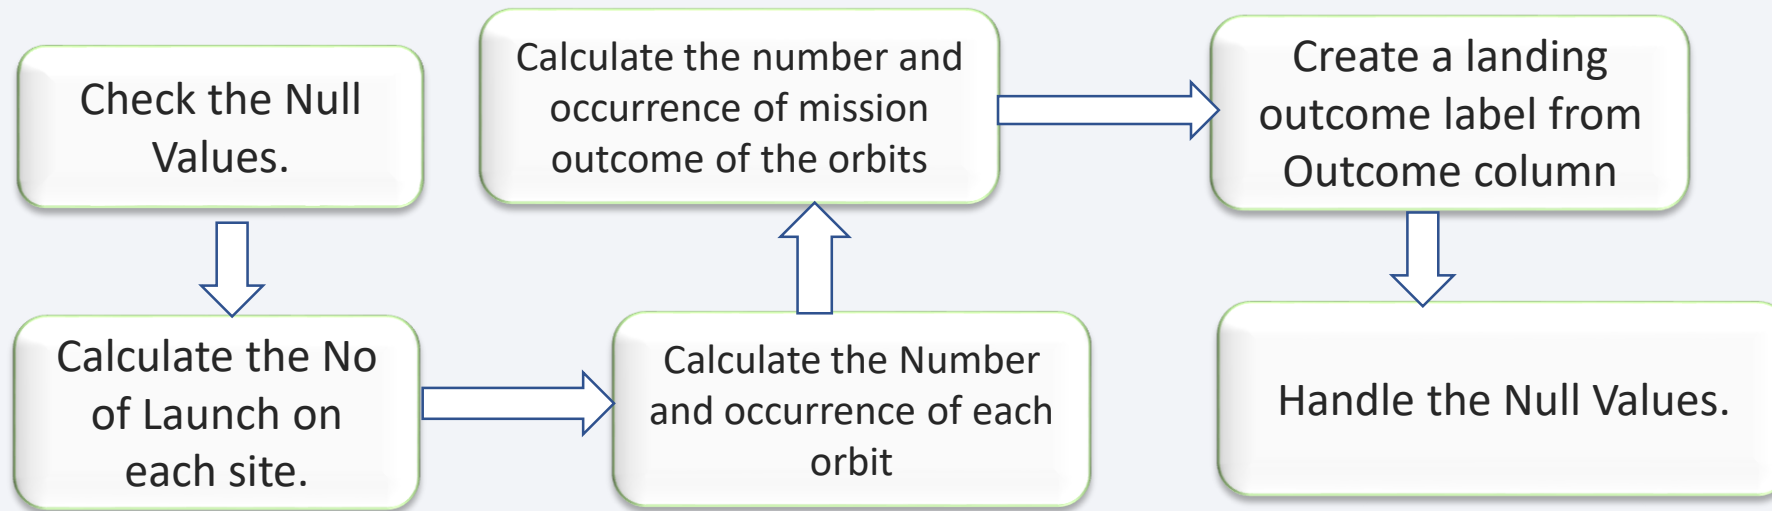 Check the Null
Values.
Calculate the No
of Launch on
each site.
Calculate the Number
and occurrence of each
orbit
Calculate the number and
occurrence of mission
outcome of the orbits
Create a landing
outcome label from
Outcome column
Handle the Null Values.